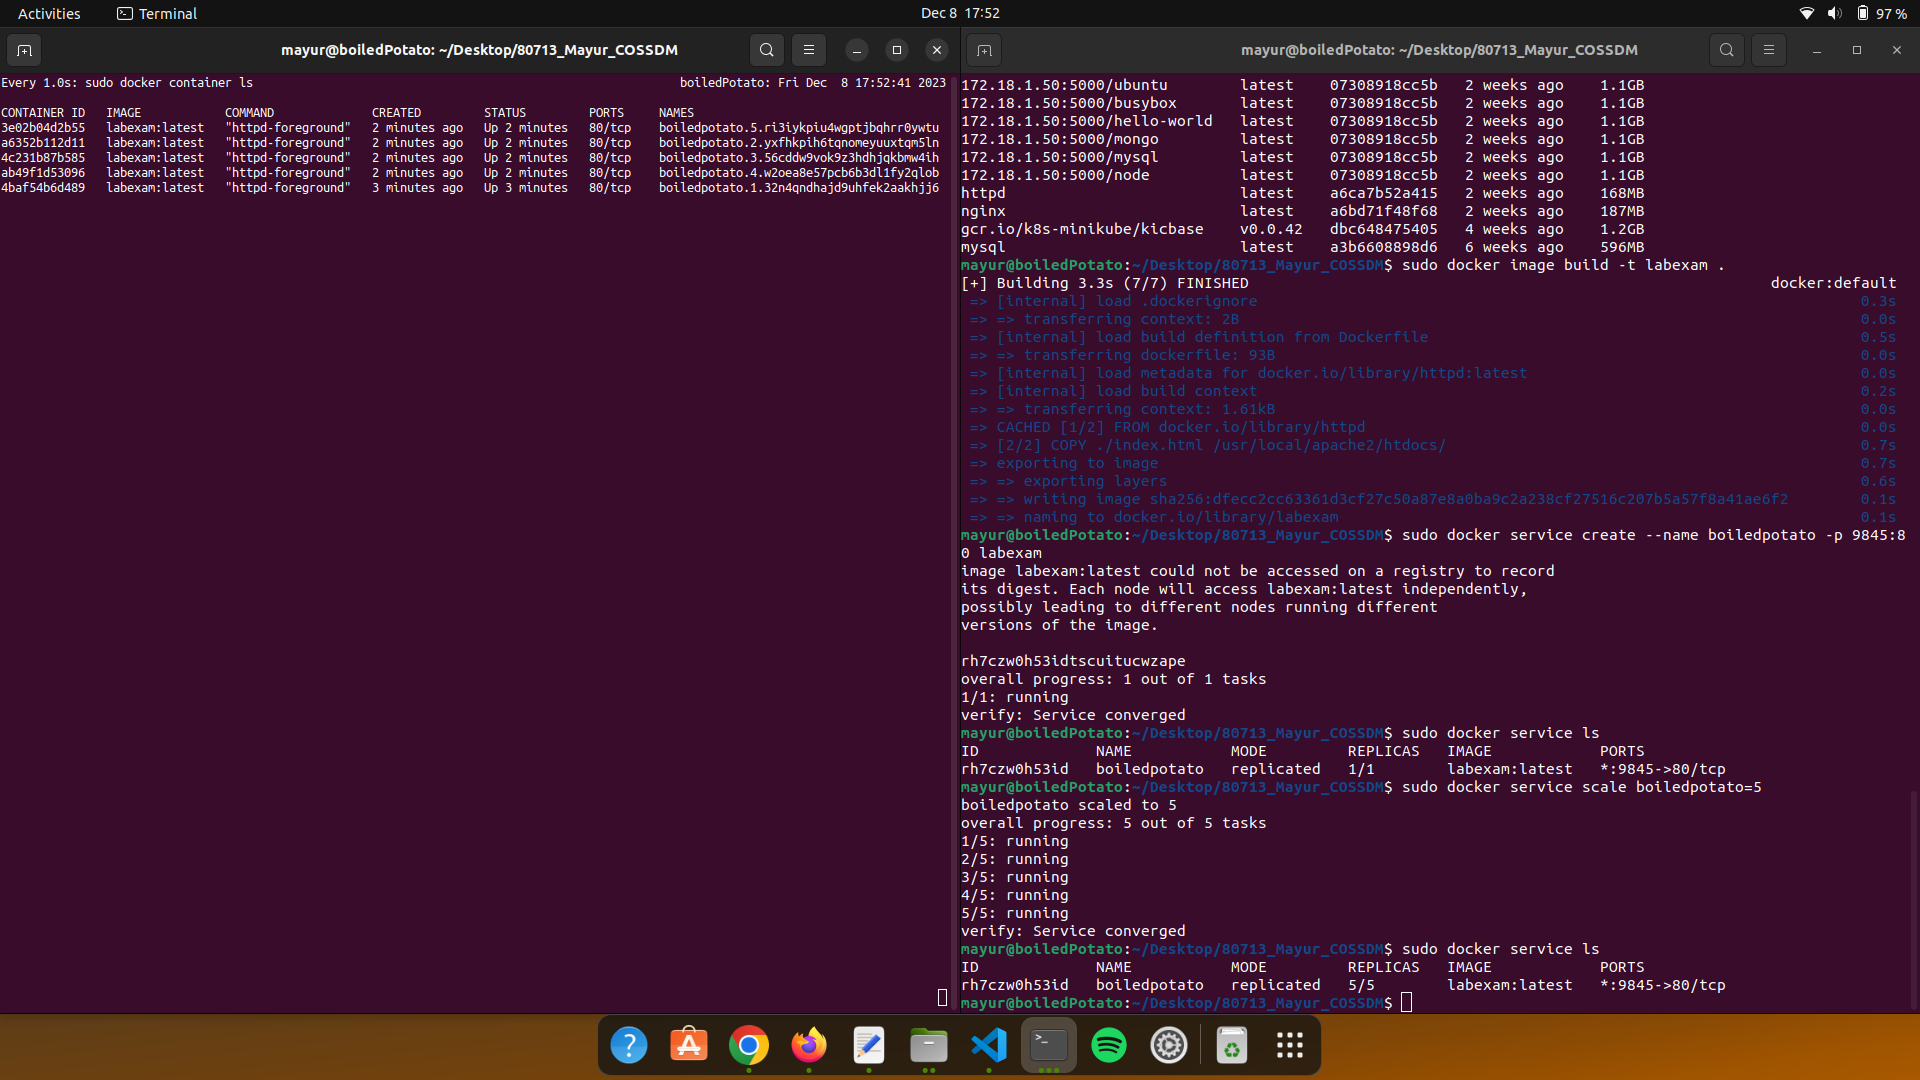 Activities
Terminal
Dec 8 17:52
97 %
mayur@boiledPotato: ~/Desktop/80713_Mayur_COSSDM
Every 1.0s: sudo docker container ls boiledPotato: Fri Dec 8 17:52:41 2023
CONTAINER ID IMAGE COMMAND CREATED STATUS PORTS NAMES
3e02b04d2b55 labexam:latest "httpd-foreground" 2 minutes ago Up 2 minutes 80/tcp boiledpotato.5.ri3iykpiu4wgptjbqhrr0ywtu
a6352b112d11 labexam:latest "httpd-foreground" 2 minutes ago Up 2 minutes 80/tcp boiledpotato.2.yxfhkpih6tqnomeyuuxtqm5ln
4c231b87b585 labexam:latest "httpd-foreground" 2 minutes ago Up 2 minutes 80/tcp boiledpotato.3.56cddw9vok9z3hdhjqkbmw4ih
ab49f1d53096 labexam:latest "httpd-foreground" 2 minutes ago Up 2 minutes 80/tcp boiledpotato.4.w2oea8e57pcb6b3dl1fy2qlob
4baf54b6d489 labexam:latest "httpd-foreground" 3 minutes ago Up 3 minutes 80/tcp boiledpotato.1.32n4qndhajd9uhfek2aakhjj6
mayur@boiledPotato: ~/Desktop/80713_Mayur_COSSDM
172.18.1.50:5000/ubuntu latest 07308918cc5b 2 weeks ago 1.1GB
172.18.1.50:5000/busybox latest 07308918cc5b 2 weeks ago 1.1GB
172.18.1.50:5000/hello-world latest 07308918cc5b 2 weeks ago 1.1GB
172.18.1.50:5000/mongo latest 07308918cc5b 2 weeks ago 1.1GB
172.18.1.50:5000/mysql latest 07308918cc5b 2 weeks ago 1.1GB
172.18.1.50:5000/node latest 07308918cc5b 2 weeks ago 1.1GB
httpd latest a6ca7b52a415 2 weeks ago 168MB
nginx latest a6bd71f48f68 2 weeks ago 187MB
gcr.io/k8s-minikube/kicbase v0.0.42 dbc648475405 4 weeks ago 1.2GB
mysql latest a3b6608898d6 6 weeks ago 596MB
mayur@boiledPotato:~/Desktop/80713_Mayur_COSSDM$ sudo docker image build -t labexam .
[+] Building 3.3s (7/7) FINISHED docker:default
=> [internal] load .dockerignore 0.3s
=> => transferring context: 2B 0.0s
=> [internal] load build definition from Dockerfile 0.5s
=> => transferring dockerfile: 93B 0.0s
=> [internal] load metadata for docker.io/library/httpd:latest 0.0s
=> [internal] load build context 0.2s
=> => transferring context: 1.61kB 0.0s
=> CACHED [1/2] FROM docker.io/library/httpd 0.0s
=> [2/2] COPY ./index.html /usr/local/apache2/htdocs/ 0.7s
=> exporting to image 0.7s
=> => exporting layers 0.6s
=> => writing image sha256:dfecc2cc63361d3cf27c50a87e8a0ba9c2a238cf27516c207b5a57f8a41ae6f2 0.1s
=> => naming to docker.io/library/labexam 0.1s
mayur@boiledPotato:~/Desktop/80713_Mayur_COSSDM$ sudo docker service create --name boiledpotato -p 9845:8
0 labexam
image labexam:latest could not be accessed on a registry to record
its digest. Each node will access labexam:latest independently,
possibly leading to different nodes running different
versions of the image.
rh7czw0h53idtscuitucwzape
overall progress: 1 out of 1 tasks
1/1: running
verify: Service converged
mayur@boiledPotato:~/Desktop/80713_Mayur_COSSDM$ sudo docker service ls
ID NAME MODE REPLICAS IMAGE PORTS
rh7czw0h53id boiledpotato replicated 1/1 labexam:latest *:9845->80/tcp
mayur@boiledPotato:~/Desktop/80713_Mayur_COSSDM$ sudo docker service scale boiledpotato=5
boiledpotato scaled to 5
overall progress: 5 out of 5 tasks
1/5: running
2/5: running
3/5: running
4/5: running
5/5: running
verify: Service converged
mayur@boiledPotato:~/Desktop/80713_Mayur_COSSDM$ sudo docker service ls
ID NAME MODE REPLICAS IMAGE PORTS
rh7czw0h53id boiledpotato replicated 5/5 labexam:latest *:9845->80/tcp
mayur@boiledPotato:~/Desktop/80713_Mayur_COSSDM$